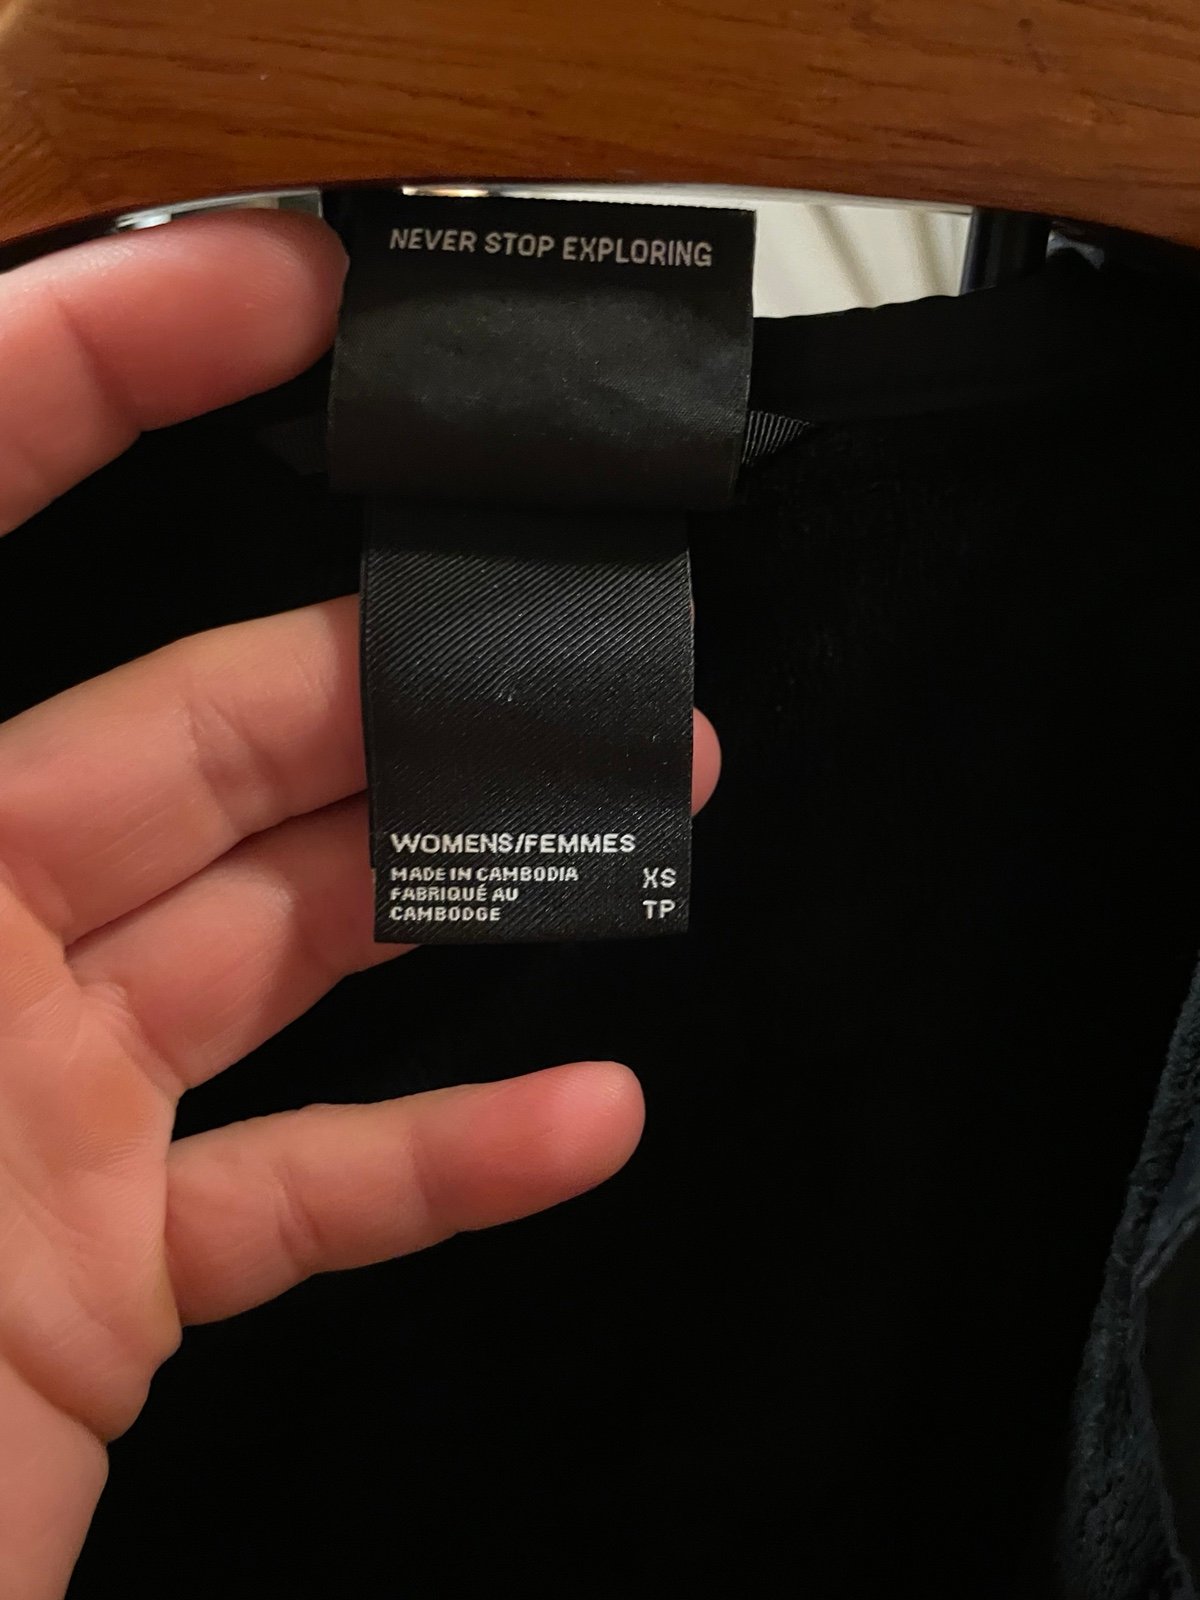 NEVER STOP EXPLORING
WOMENS/FEMMES
MADE IN CAMBODIA
FABRIQUÉ AU
CAMBODGE
XS
TP